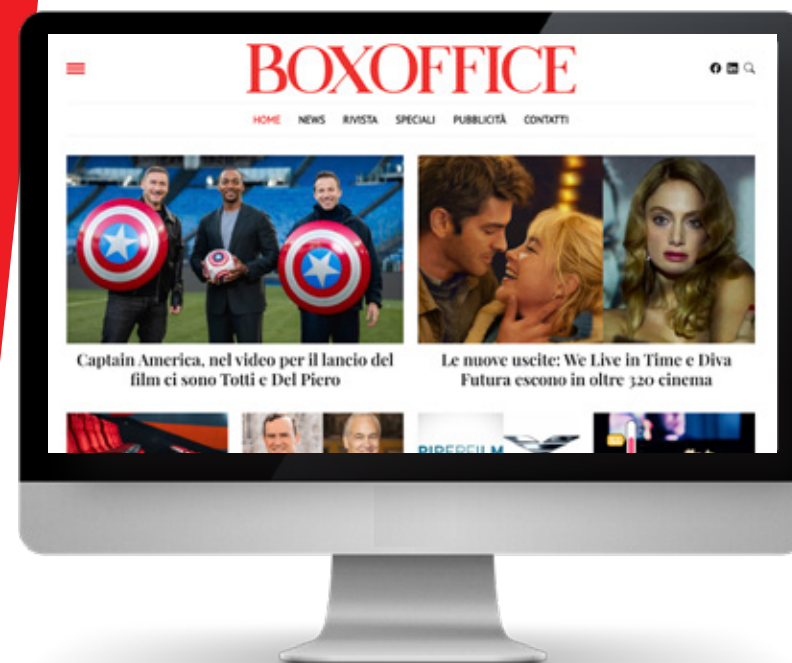 BOXOFFICE
HOME NEWS RIVISTA SPECIALI PUBBLICITÀ CONTATTI
Captain America, nel video per il lancio del
film ci sono Totti e Del Piero
Le nuove uscite: We Live in Time e Diva
Futura escono in oltre 320 cinema